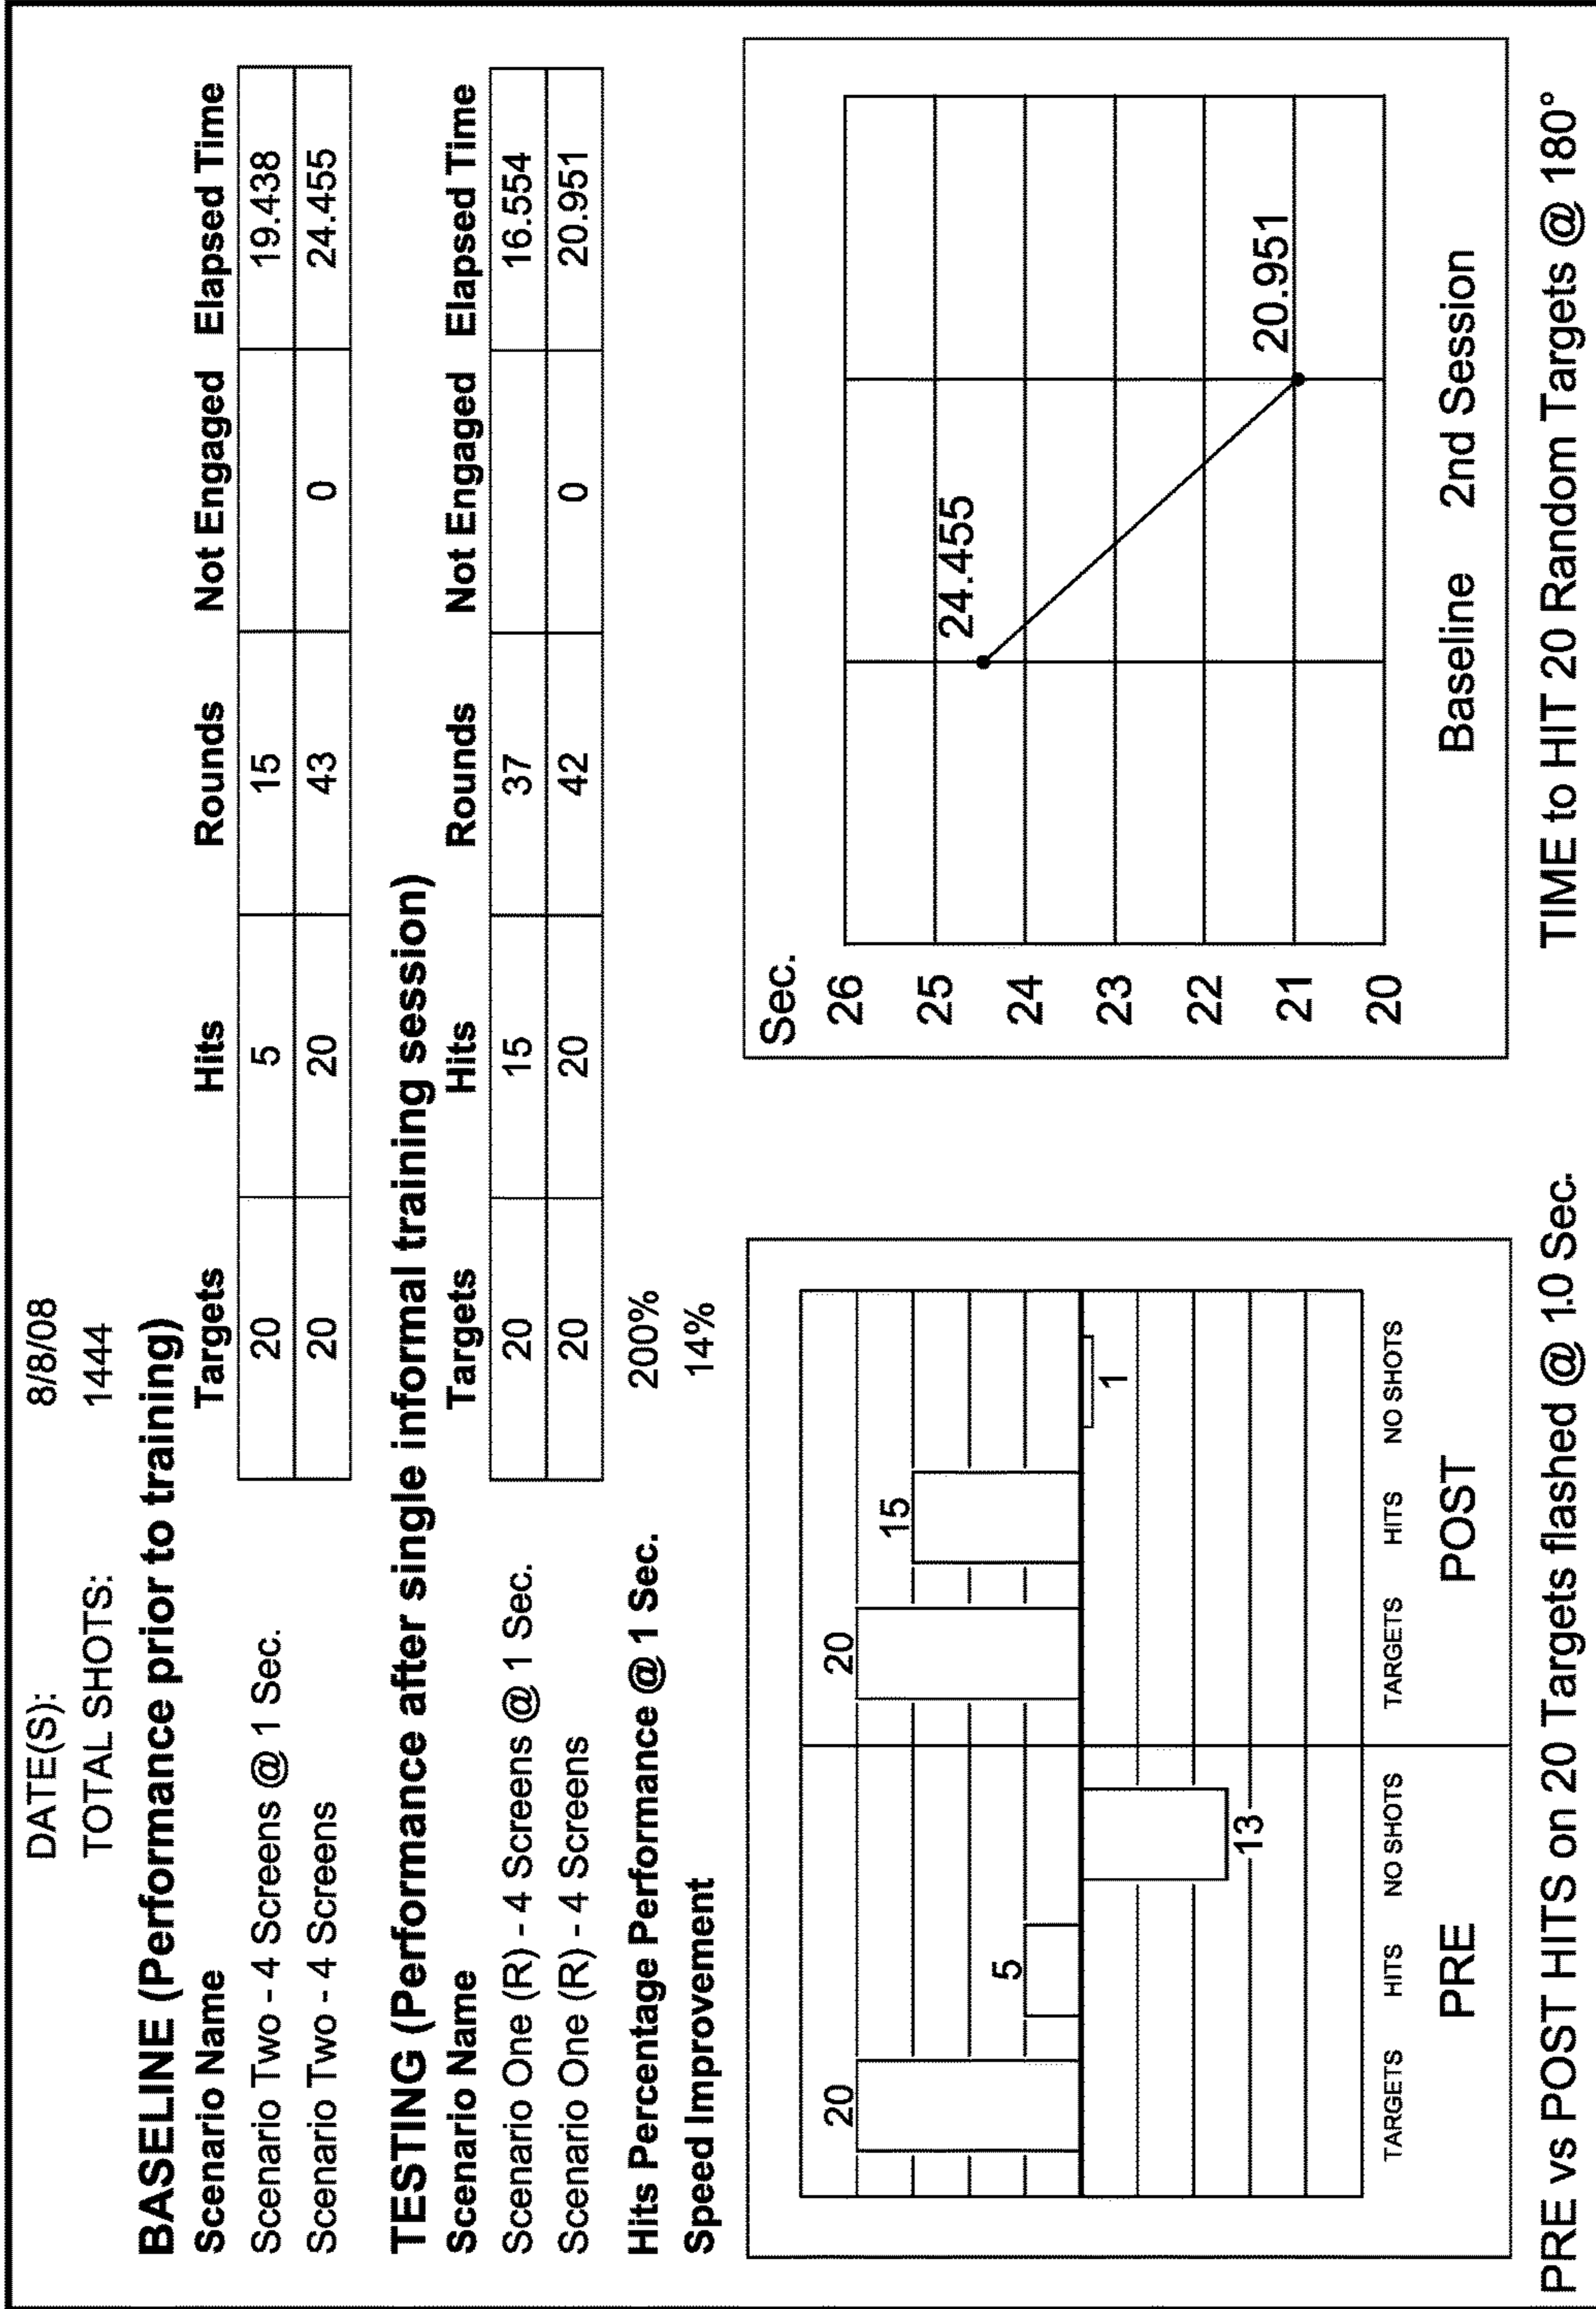 DATE(S): 8/8/08
TOTAL SHOTS: 1444
BASELINE (Performance prior to training)
Scenario Name Targets Hits Rounds Not Engaged Elapsed Time
Scenario Two - 4 Screens @ 1 Sec. 20 5 15 19.438
Scenario Two - 4 Screens 20 20 43 0 24.455
TESTING (Performance after single informal training session)
Scenario Name Targets Hits Rounds Not Engaged Elapsed Time
Scenario One (R) - 4 Screens @ 1 Sec. 20 15 37 16.554
Scenario One (R) - 4 Screens 20 20 42 0 20.951
Hits Percentage Performance @ 1 Sec. 200%
Speed Improvement 14%
20 5 13 20 15 1
TARGETS HITS NO SHOTS TARGETS HITS NO SHOTS
PRE POST
PRE vs POST HITS on 20 Targets flashed @ 1.0 Sec.
Sec.
26
25
24
23
22
21
20
24.455
20.951
Baseline 2nd Session
TIME to HIT 20 Random Targets @ 180°